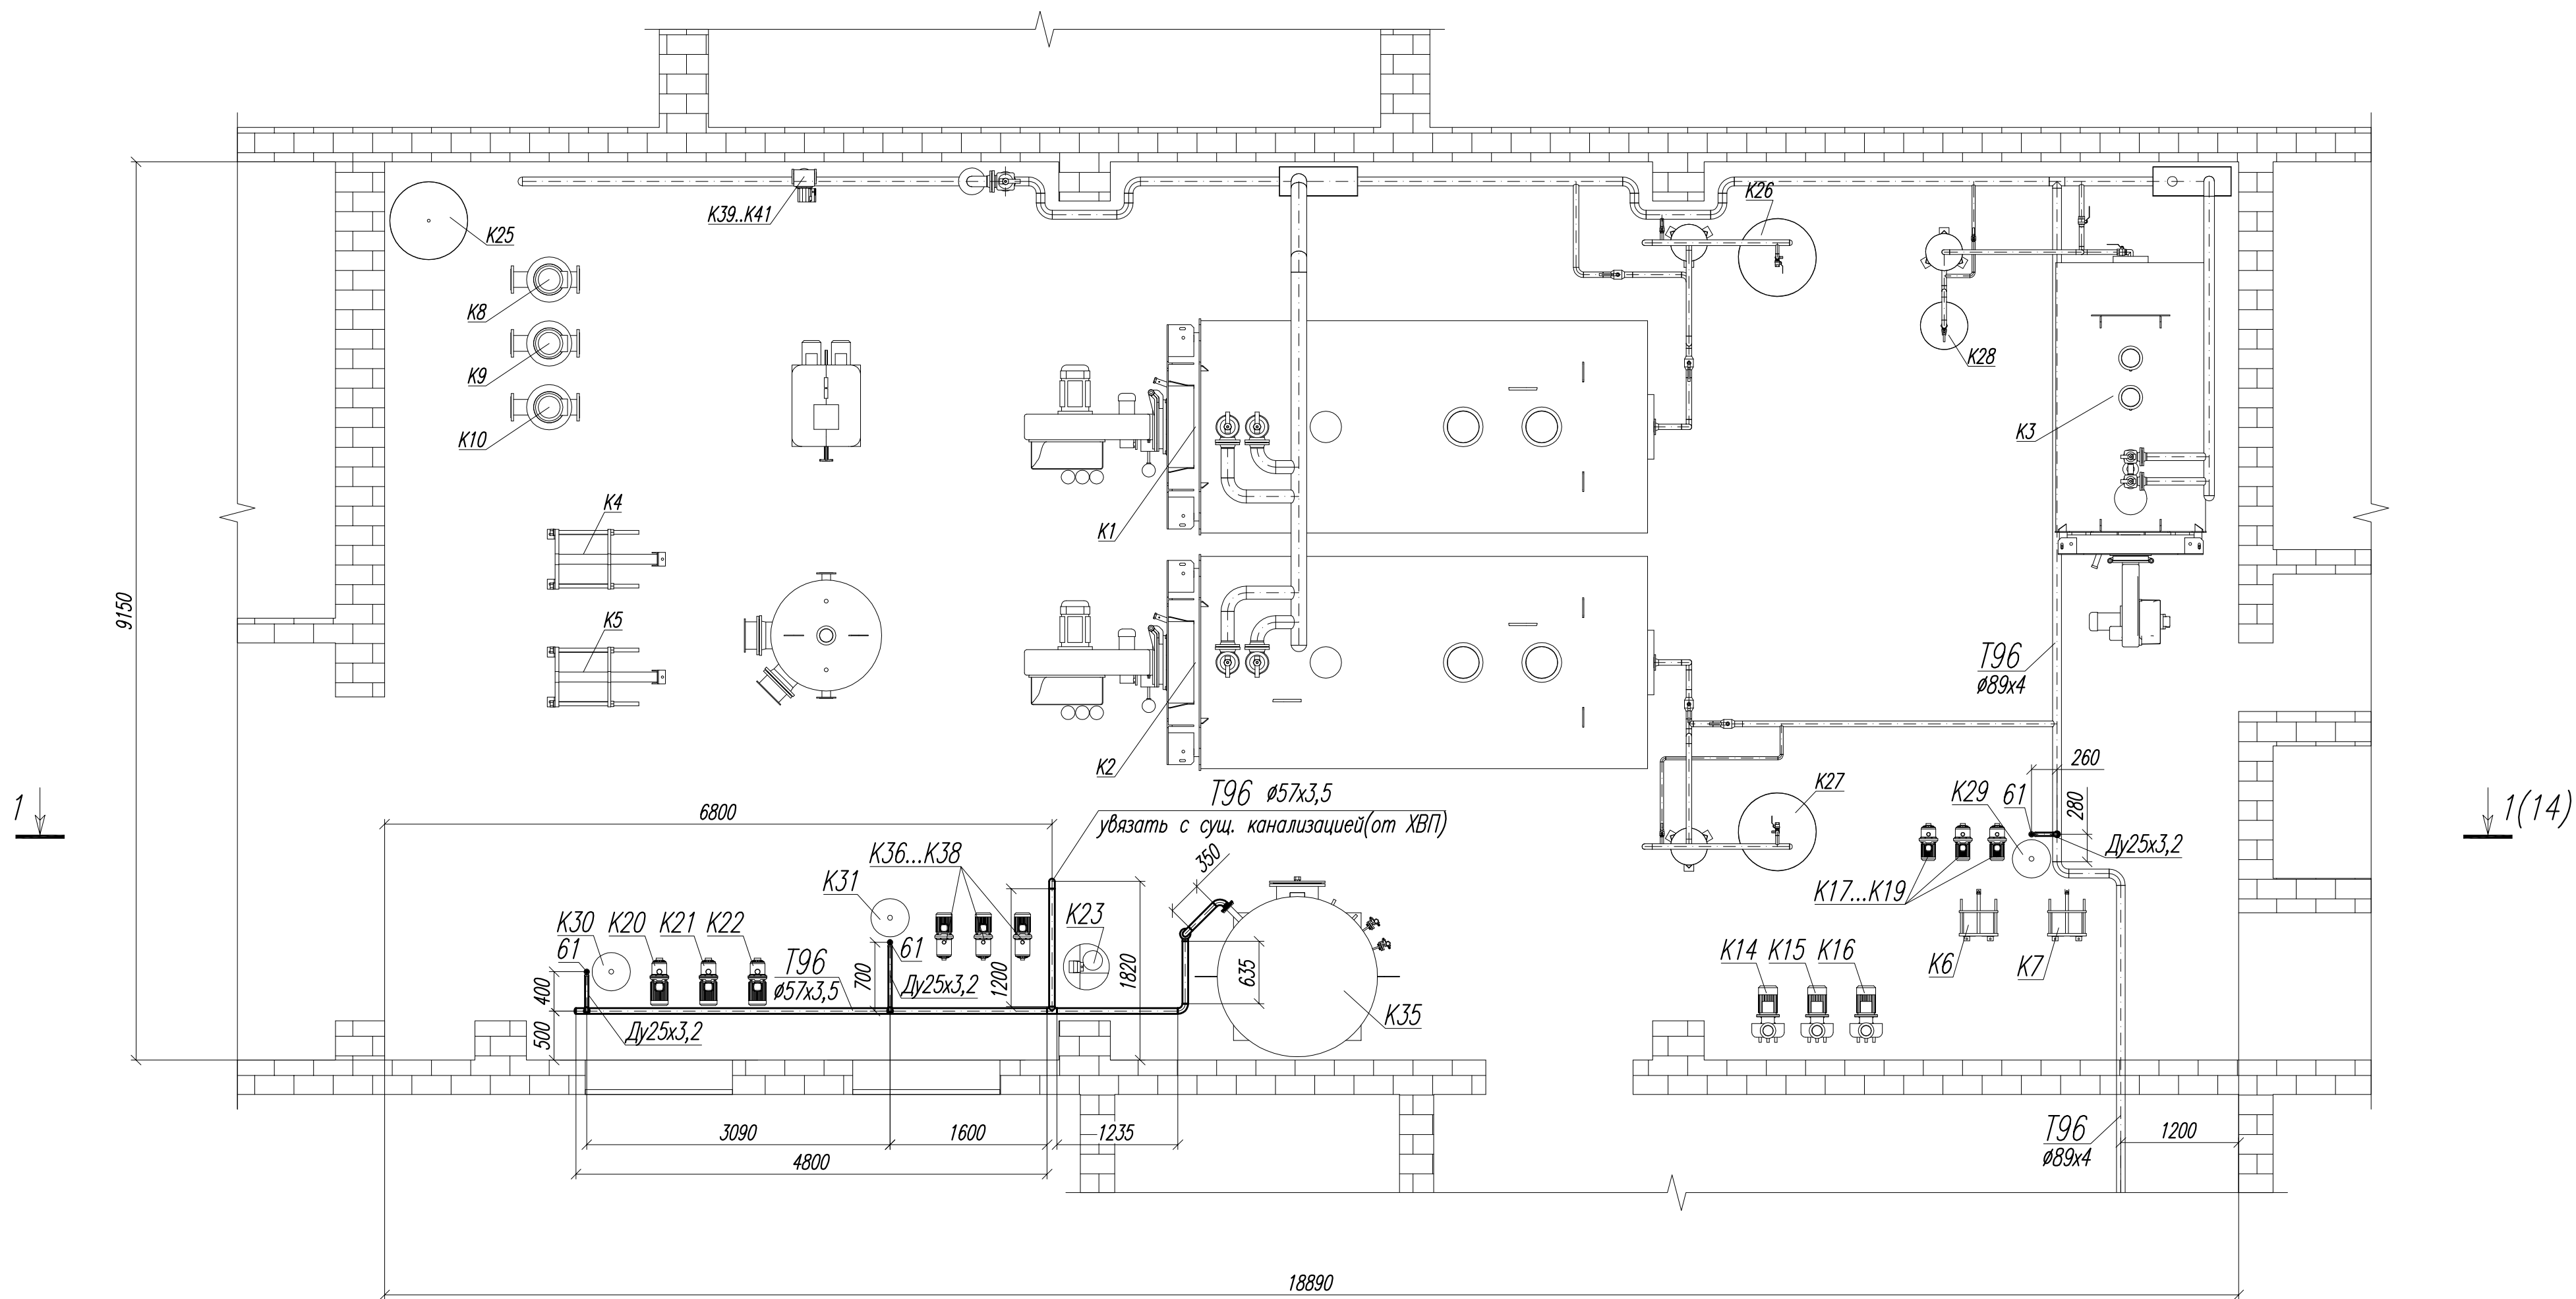 К39..К41
К26
К25
К8
К28
К9
К10
К3
К4
К1
9150
К5
Т96
ø89х4
К2
260
1
6800
Т96 ø57х3,5
увязать с сущ. канализацией(от ХВП)
К27
К29
61
280
1(14)
Ду25х3,2
К36...К38
350
К31
К17...К19
К30
К20
К21
К22
К23
61
61
Т96
ø57х3,5
700
Ду25х3,2
1200
1820
635
К14
К15
К16
К6
К7
400
500
Ду25х3,2
К35
3090
1600
1235
Т96
ø89х4
1200
4800
18890